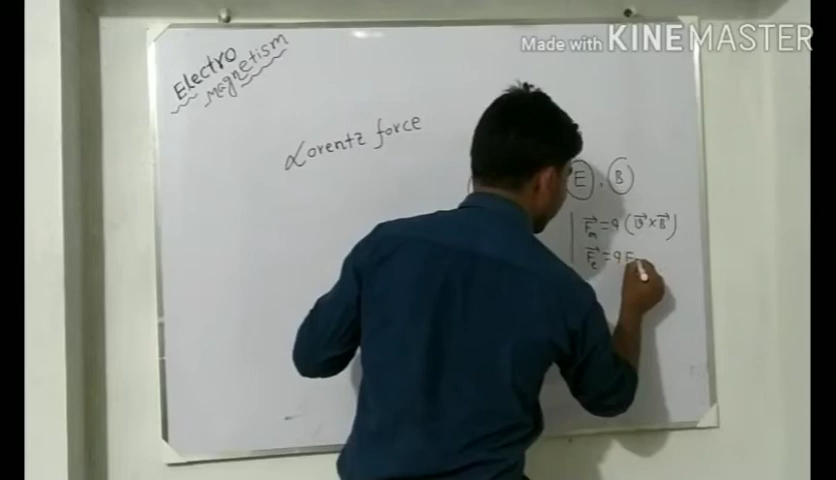 Made with KINEMASTER
Electro
Magnetism
Lorentz force
E , B
F⃗m = q (v⃗ × B⃗)
F⃗e = qE